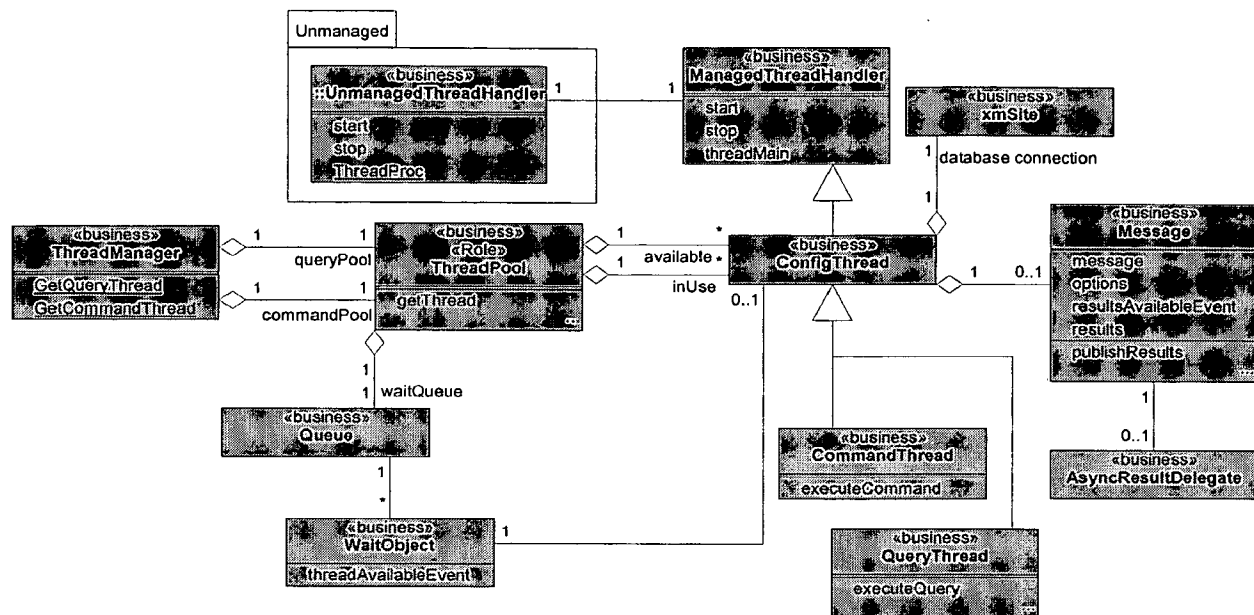 Unmanaged
«business»
::UnmanagedThreadHandler
start
stop
ThreadProc
1
1
«business»
ManagedThreadHandler
start
stop
threadMain
«business»
xmSite
1
database connection
1
«business»
ThreadManager
GetQueryThread
GetCommandThread
1
1
queryPool
1
1
commandPool
«business»
«Role»
ThreadPool
getThread
1
*
available
1
*
inUse
«business»
ConfigThread
0..1
1
0..1
«business»
Message
message
options
resultsAvailableEvent
results
publishResults
1
1
waitQueue
«business»
Queue
1
*
«business»
WaitObject
threadAvailableEvent
1
«business»
CommandThread
executeCommand
«business»
QueryThread
executeQuery
1
0..1
«business»
AsyncResultDelegate